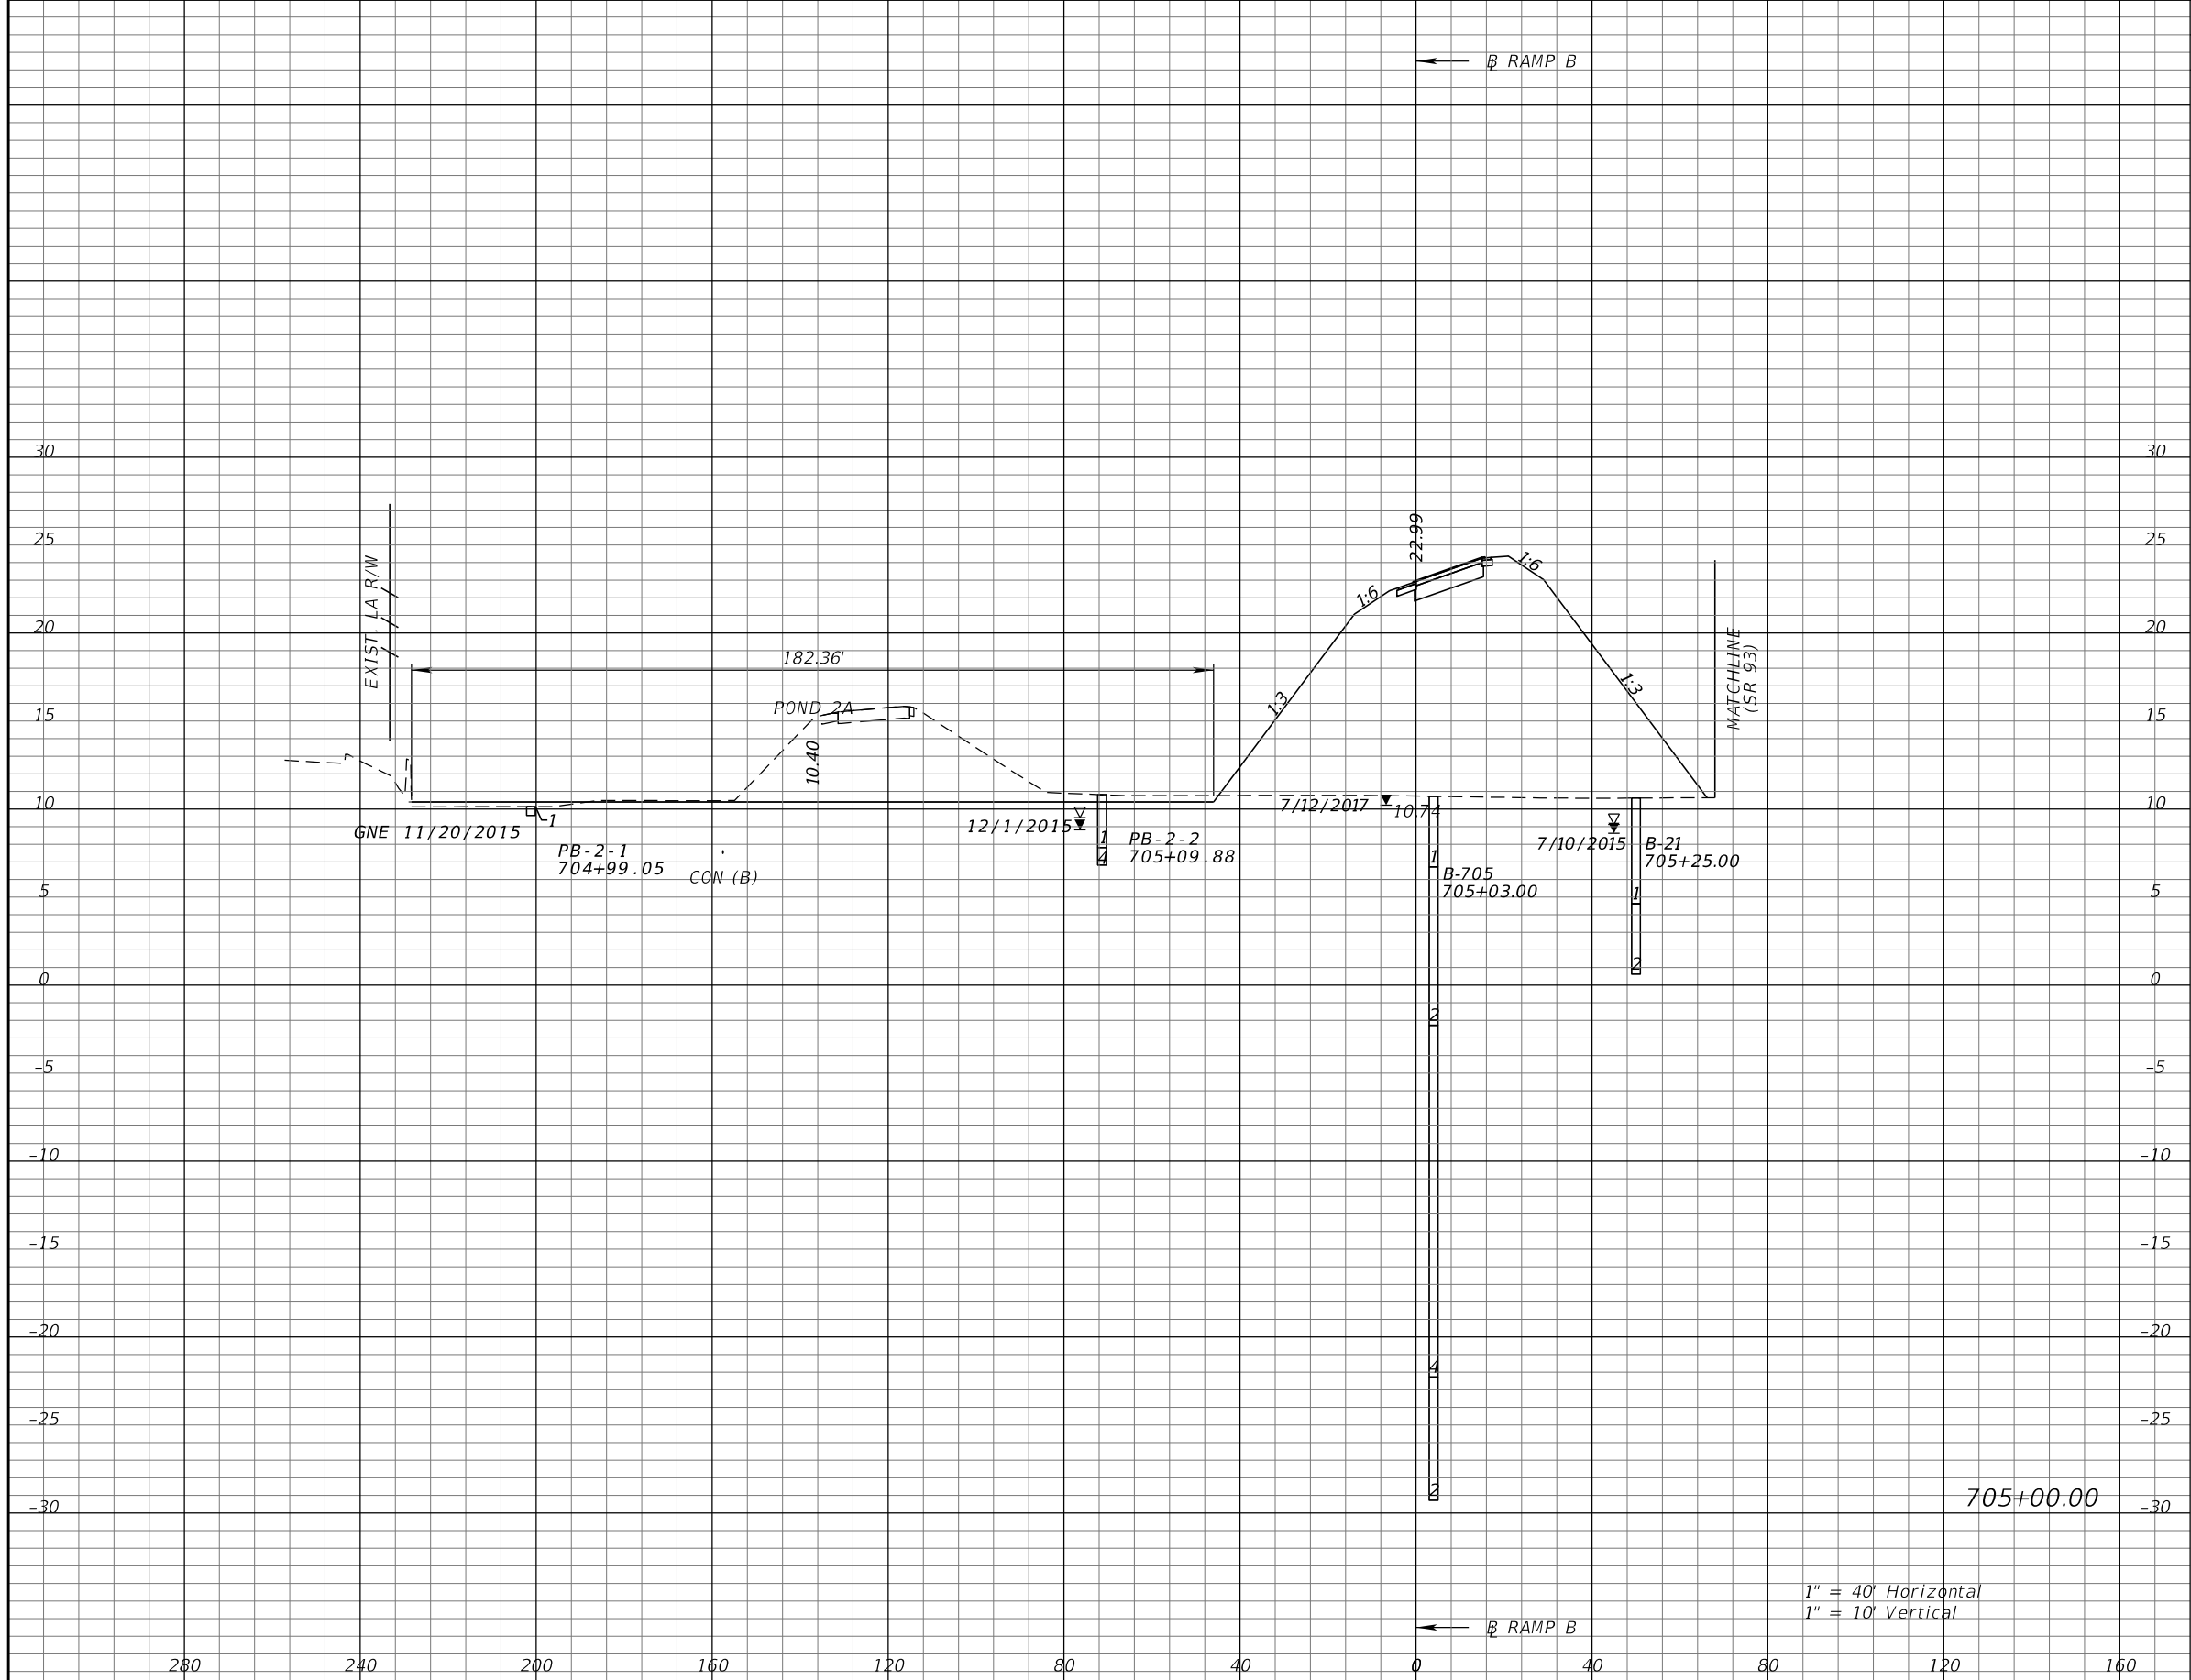 BL RAMP B
30 30
25 25
22.99
1:6 1:6
EXIST. LA R/W
20 20
182.36'
MATCHLINE
(SR 93)
1:3 1:3
POND 2A
15 15
10.40
10 10
7/12/2017 10.74
GNE 11/20/2015 1
12/1/2015
1
4
PB-2-2
705+09.88
7/10/2015
B-21
705+25.00
PB-2-1
704+99.05
CON (B)
1
B-705
705+03.00
5 5
1
2
0 0
2
-5 -5
-10 -10
-15 -15
-20 -20
4
-25 -25
2
-30 705+00.00 -30
1" = 40' Horizontal
1" = 10' Vertical
BL RAMP B
280 240 200 160 120 80 40 0 40 80 120 160